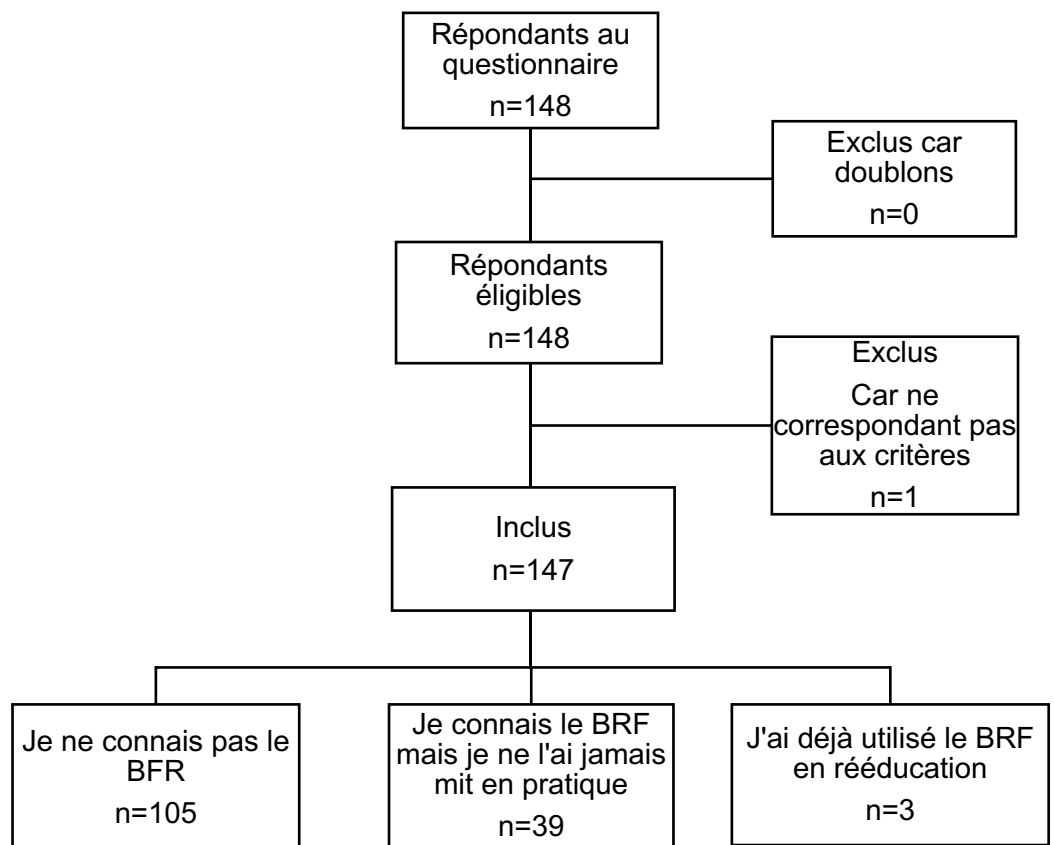 Répondants au
questionnaire
n=148
Exclus car
doublons
n=0
Répondants
éligibles
n=148
Exclus
Car ne
correspondant pas
aux critères
n=1
Inclus
n=147
Je ne connais pas le
BFR
n=105
Je connais le BRF
mais je ne l'ai jamais
mit en pratique
n=39
J'ai déjà utilisé le BRF
en rééducation
n=3